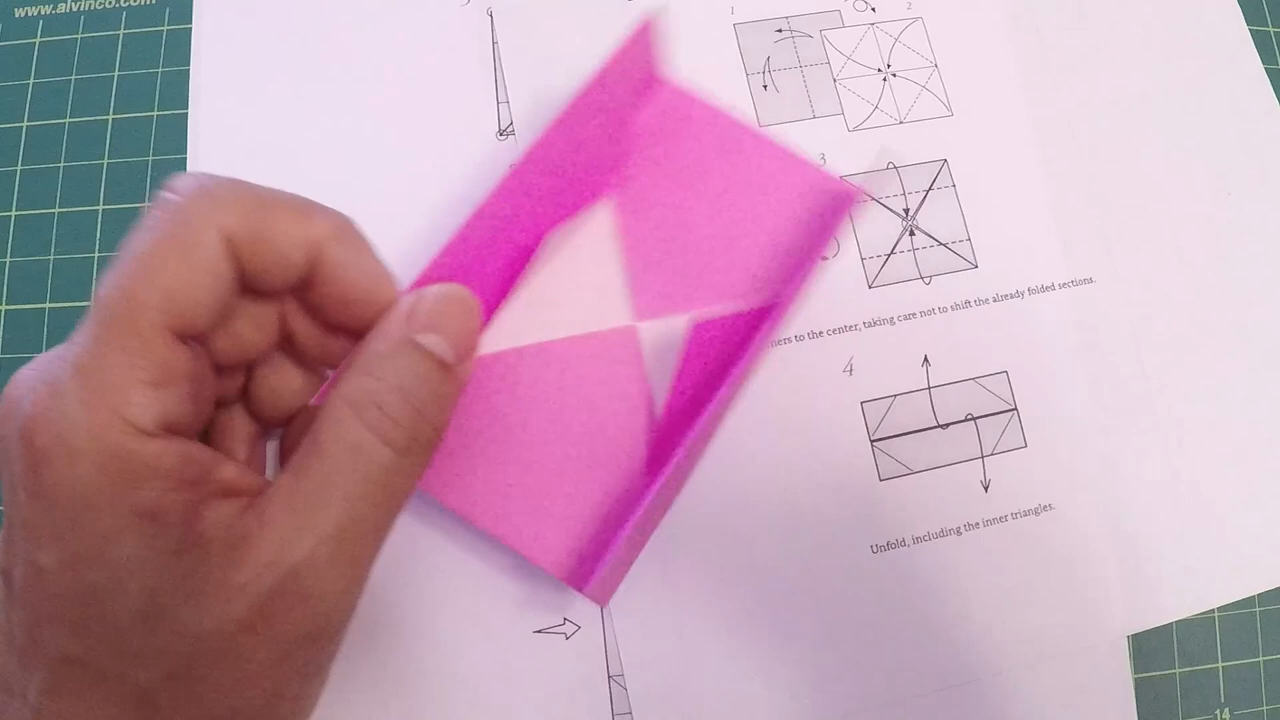 www.alvinco.com
1
2
3
ners to the center, taking care not to shift the already folded sections.
4
Unfold, including the inner triangles.
14